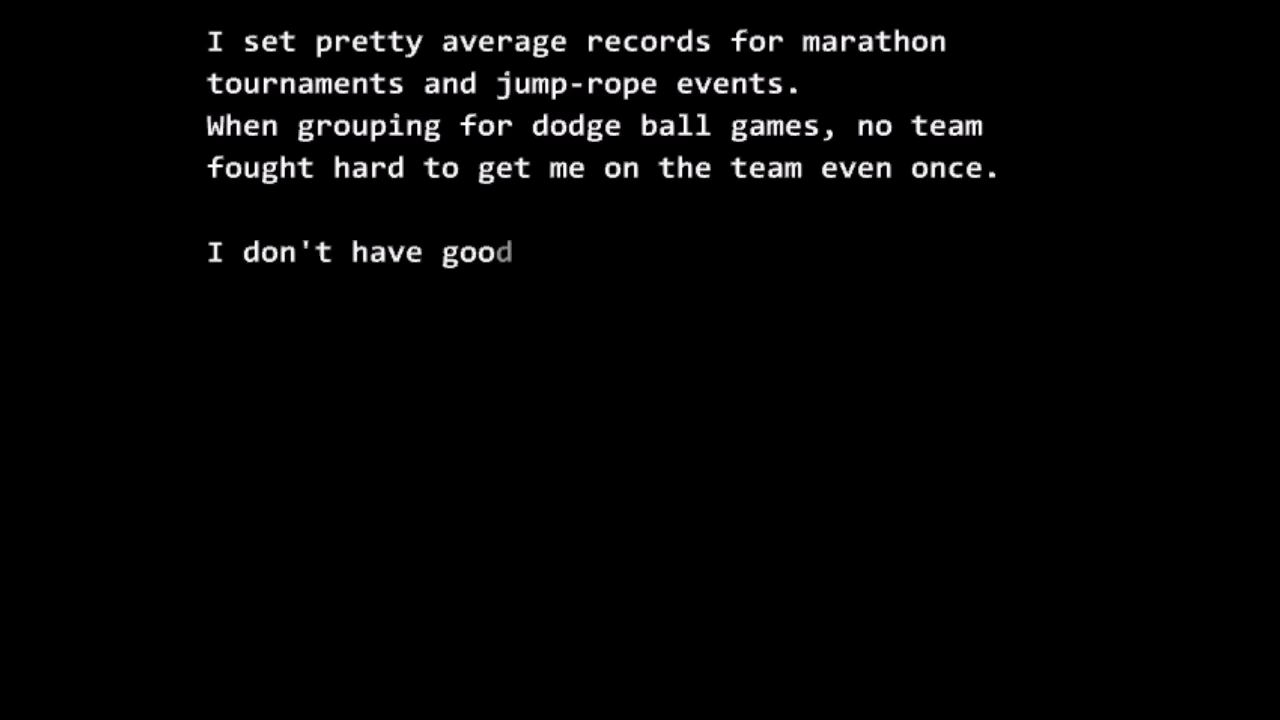 I set pretty average records for marathon
tournaments and jump-rope events.
When grouping for dodge ball games, no team
fought hard to get me on the team even once.
I don't have good